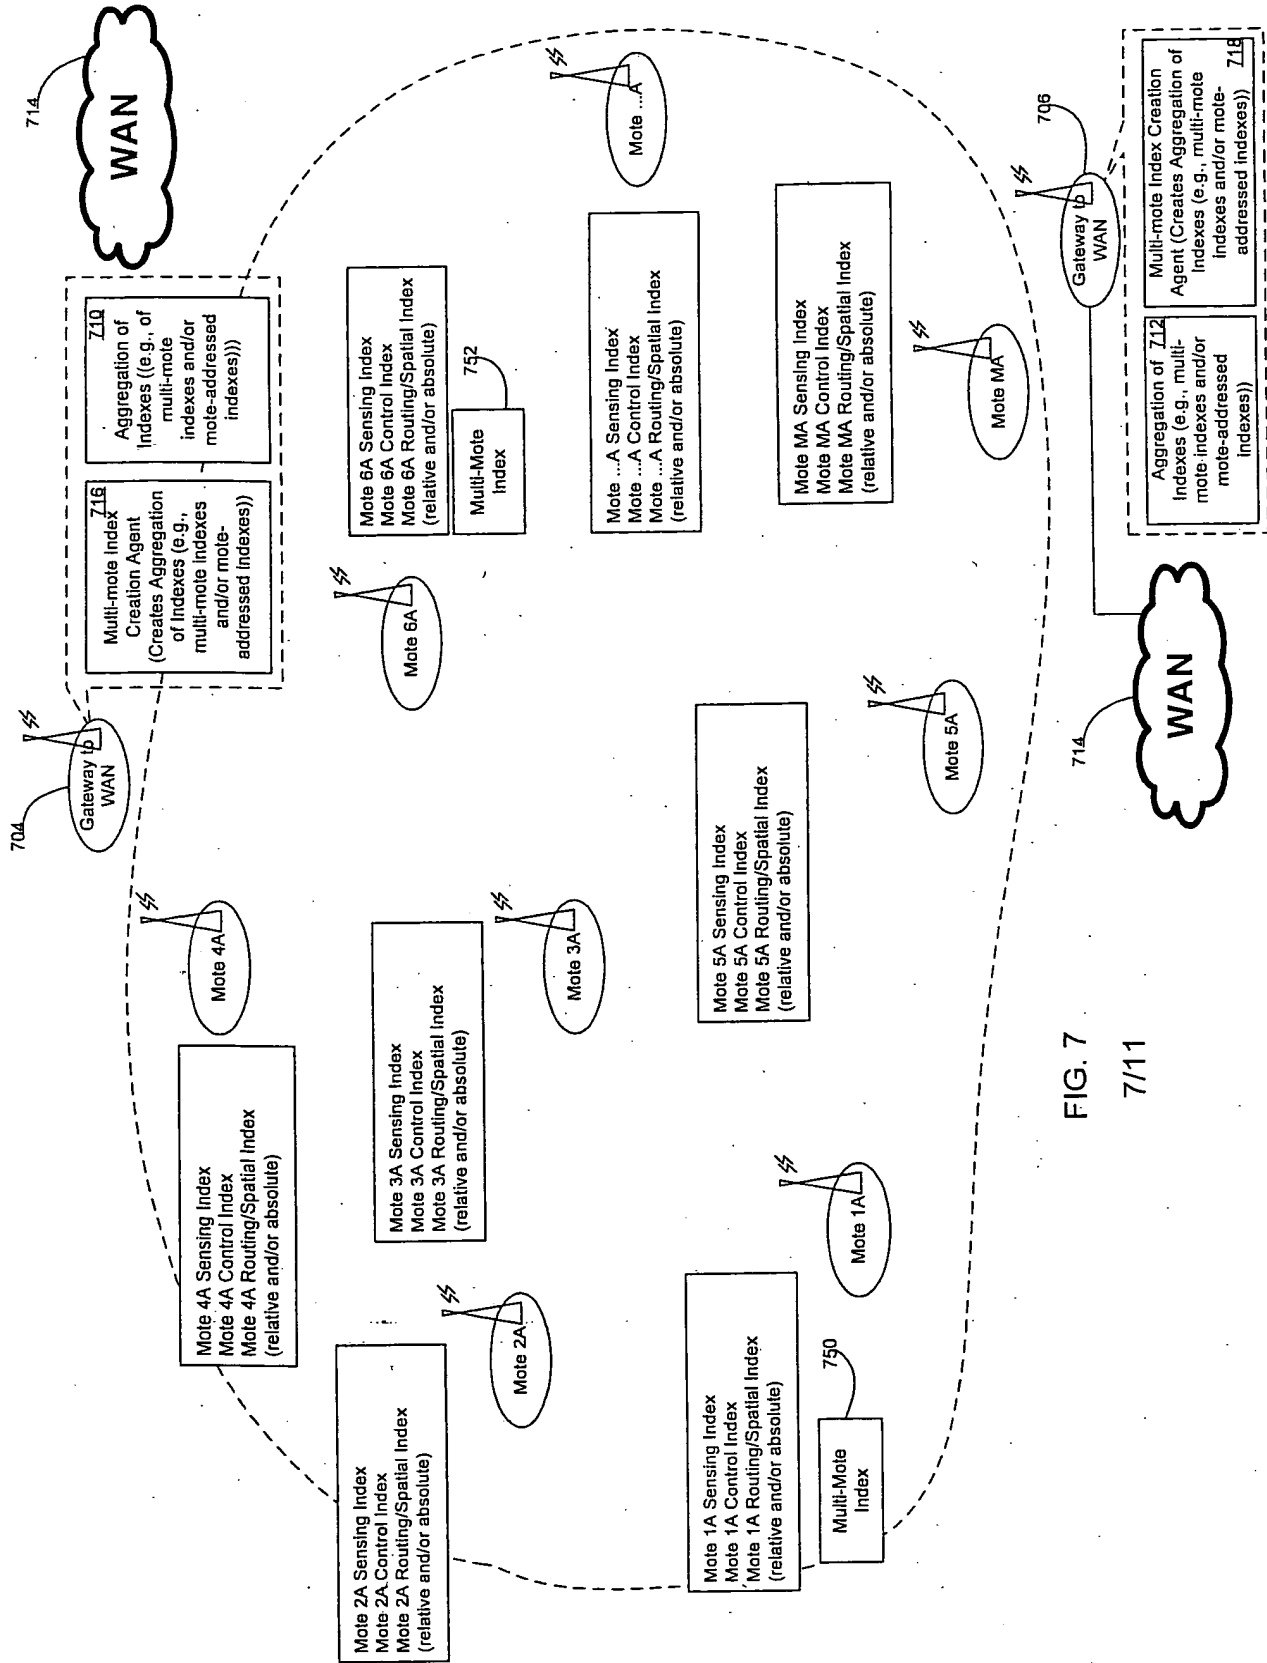 714
WAN
704
Gateway to
WAN
716
Multi-mote Index
Creation Agent
(Creates Aggregation
of Indexes (e.g.,
multi-mote indexes
and/or mote-
addressed indexes))
710
Aggregation of
Indexes ((e.g., of
multi-mote
indexes and/or
mote-addressed
indexes)))
Mote 4A
Mote 4A Sensing Index
Mote 4A Control Index
Mote 4A Routing/Spatial Index
(relative and/or absolute)
Mote 2A Sensing Index
Mote 2A Control Index
Mote 2A Routing/Spatial Index
(relative and/or absolute)
Mote 2A
Mote 3A Sensing Index
Mote 3A Control Index
Mote 3A Routing/Spatial Index
(relative and/or absolute)
Mote 3A
Mote 6A
Mote 6A Sensing Index
Mote 6A Control Index
Mote 6A Routing/Spatial Index
(relative and/or absolute)
Multi-Mote
Index
752
Mote ...A
Mote ...A Sensing Index
Mote ...A Control Index
Mote ...A Routing/Spatial Index
(relative and/or absolute)
Mote 1A Sensing Index
Mote 1A Control Index
Mote 1A Routing/Spatial Index
(relative and/or absolute)
Multi-Mote
Index
750
Mote 1A
Mote 5A Sensing Index
Mote 5A Control Index
Mote 5A Routing/Spatial Index
(relative and/or absolute)
Mote 5A
Mote MA Sensing Index
Mote MA Control Index
Mote MA Routing/Spatial Index
(relative and/or absolute)
Mote MA
706
Gateway to
WAN
714
WAN
Aggregation of 712
Indexes (e.g., multi-
mote indexes and/or
mote-addressed
indexes))
Multi-mote Index Creation
Agent (Creates Aggregation of
Indexes (e.g., multi-mote
indexes and/or mote-
addressed indexes))
718
FIG. 7
7/11